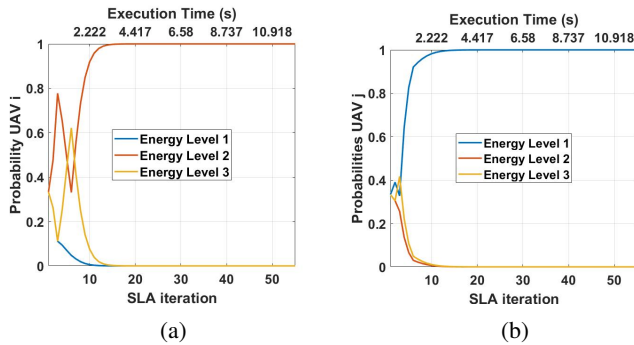 Execution Time (s)
2.222 4.417 6.58 8.737 10.918
1
0.8
0.6
0.4
0.2
0
Probability UAV i
Energy Level 1
Energy Level 2
Energy Level 3
10 20 30 40 50
SLA iteration
(a)
Execution Time (s)
2.222 4.417 6.58 8.737 10.918
1
0.8
0.6
0.4
0.2
0
Probabilities UAV j
Energy Level 1
Energy Level 2
Energy Level 3
10 20 30 40 50
SLA iteration
(b)